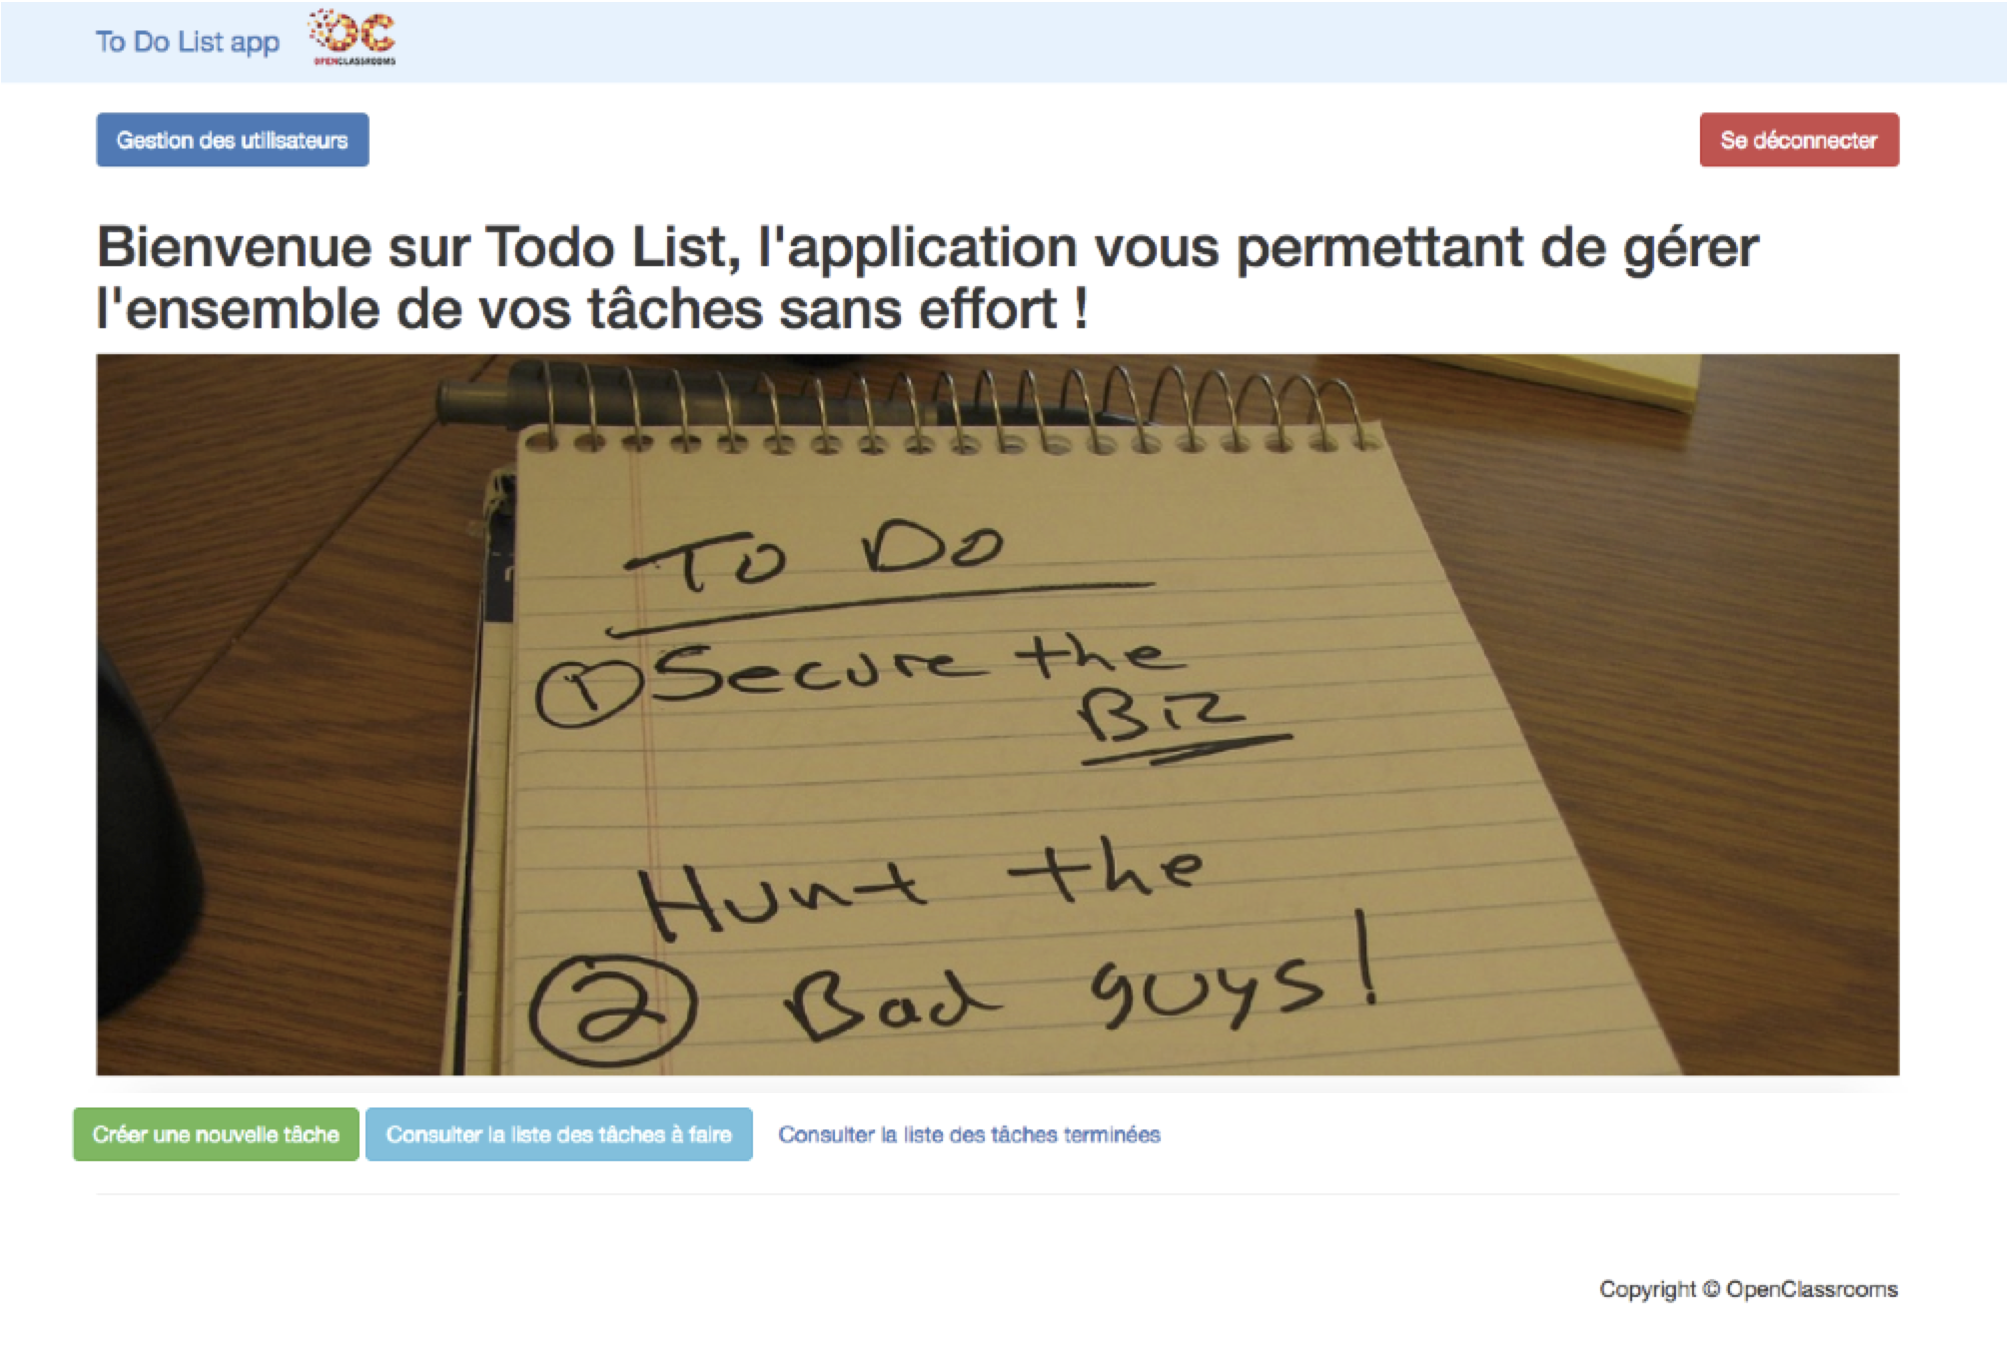 To Do List app
OC
OPENCLASSROOMS
Gestion des utilisateurs
Se déconnecter
Bienvenue sur Todo List, l'application vous permettant de gérer
l'ensemble de vos tâches sans effort !
To Do
1 Secure the
Biz
Hunt the
2 Bad guys!
Créer une nouvelle tâche
Consulter la liste des tâches à faire
Consulter la liste des tâches terminées
Copyright © OpenClassrooms